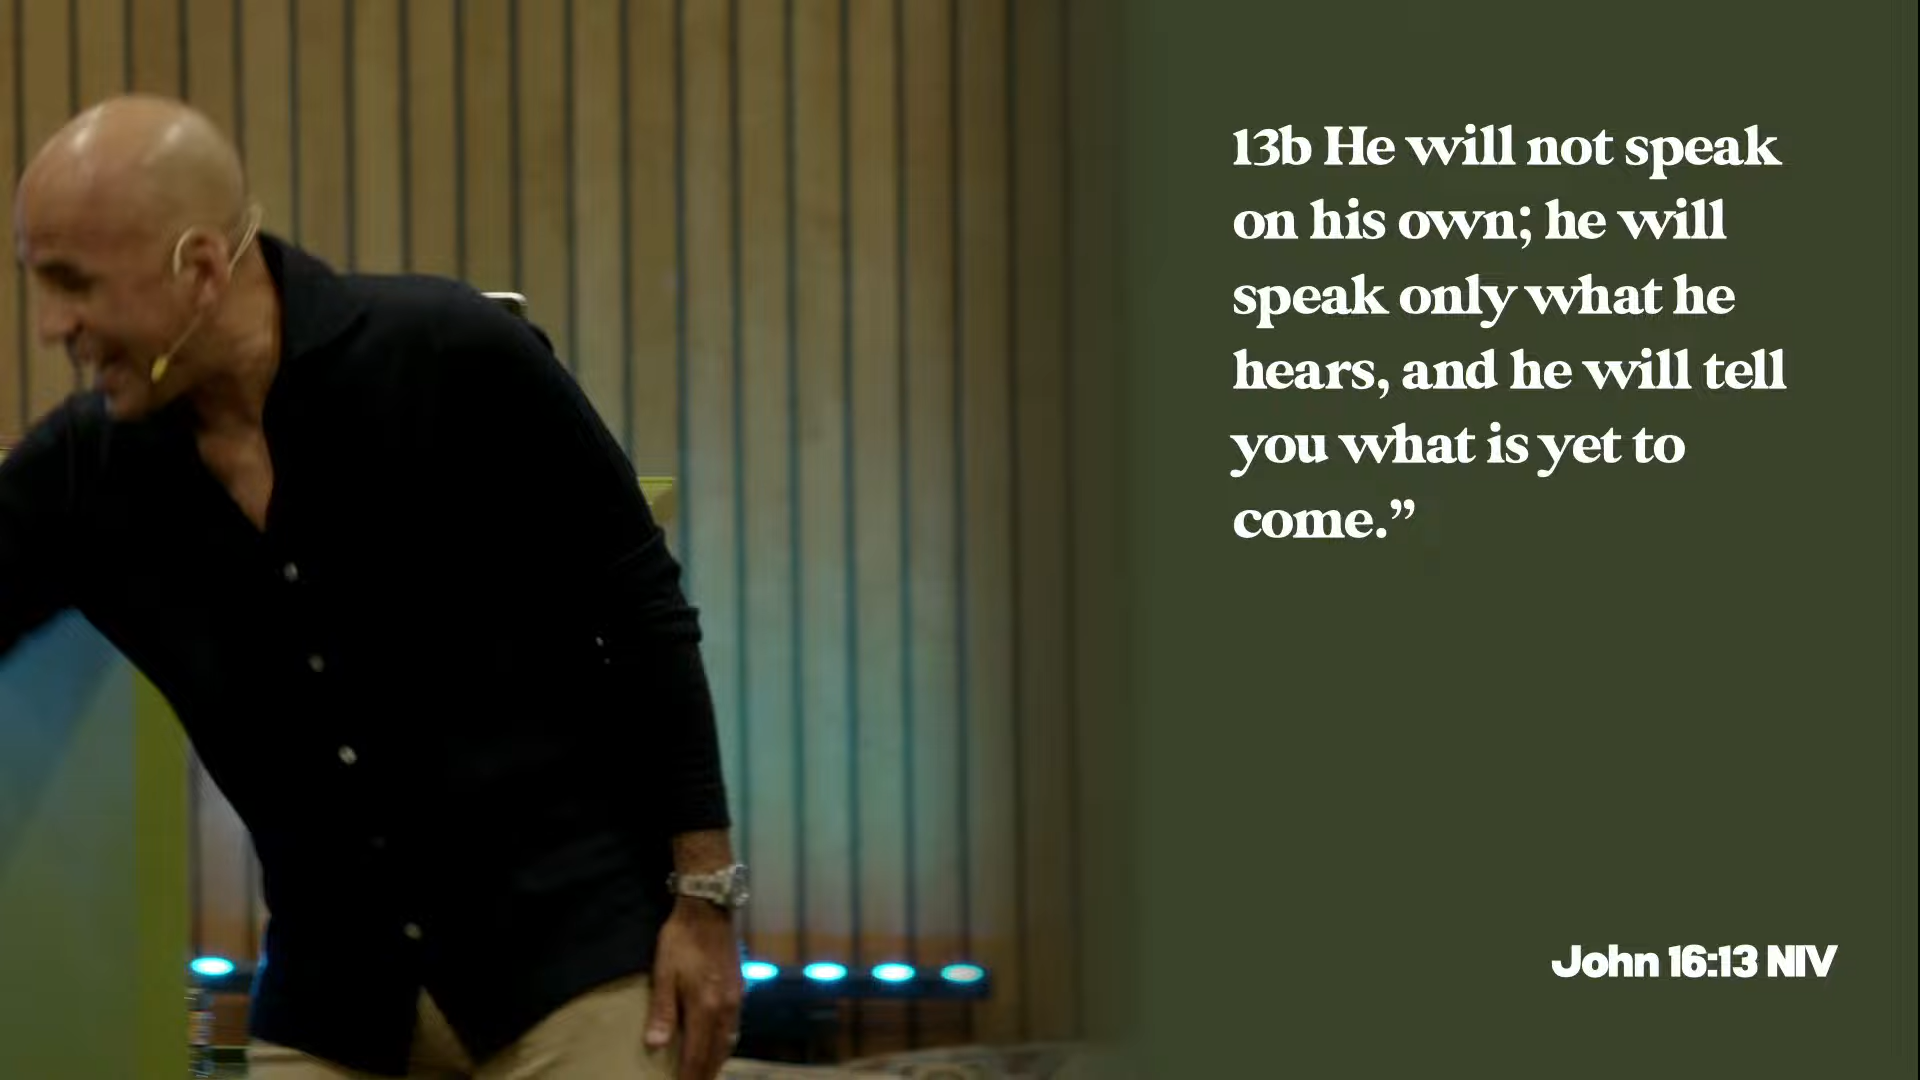 13b He will not speak
on his own; he will
speak only what he
hears, and he will tell
you what is yet to
come.”
John 16:13 NIV